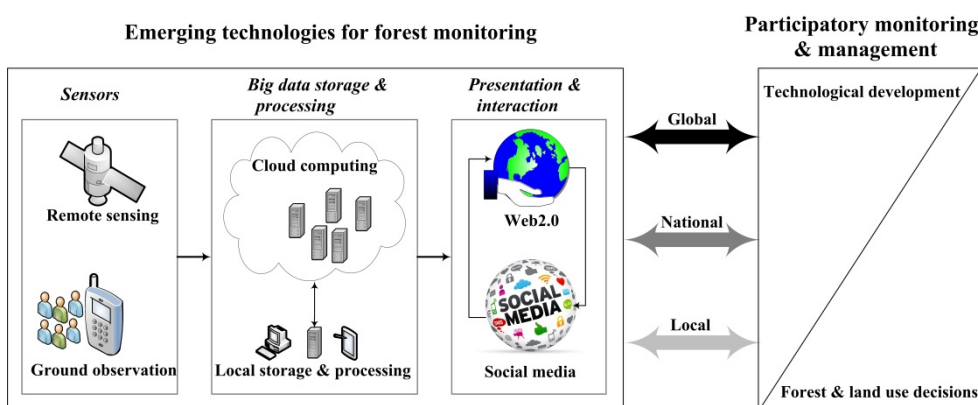 Emerging technologies for forest monitoring
Participatory monitoring
& management
Sensors
Big data storage &
processing
Presentation &
interaction
Remote sensing
Ground observation
Cloud computing
Local storage & processing
Web2.0
SOCIAL
MEDIA
Social media
Global
National
Local
Technological development
Forest & land use decisions